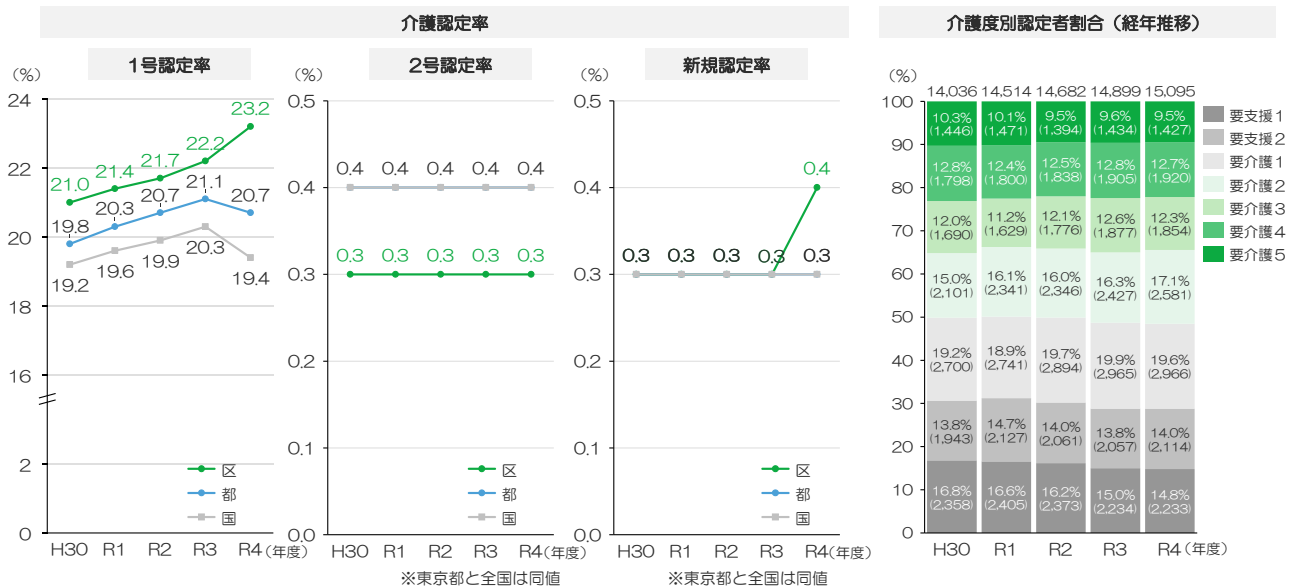 介護認定率
1号認定率
(%)
24
22
20
18
16
2
0
21.0
21.4
21.7
22.2
23.2
19.8
20.3
20.7
21.1
20.7
19.2
19.6
19.9
20.3
19.4
区
都
国
H30 R1 R2 R3 R4(年度)
2号認定率
(%)
0.5
0.4
0.3
0.2
0.1
0.0
0.4 0.4 0.4 0.4 0.4
0.3 0.3 0.3 0.3 0.3
区
都
国
H30 R1 R2 R3 R4(年度)
※東京都と全国は同値
新規認定率
(%)
0.5
0.4
0.3
0.2
0.1
0.0
0.4
0.3 0.3 0.3 0.3 0.3
区
都
国
H30 R1 R2 R3 R4(年度)
※東京都と全国は同値
介護度別認定者割合（経年推移）
(%)
14,036 14,514 14,682 14,899 15,095
100
90
80
70
60
50
40
30
20
10
0
10.3% 10.1% 9.5% 9.6% 9.5%
(1,446) (1,471) (1,394) (1,434) (1,427)
12.8% 12.4% 12.5% 12.8% 12.7%
(1,798) (1,800) (1,838) (1,905) (1,920)
12.0% 11.2% 12.1% 12.6% 12.3%
(1,690) (1,629) (1,776) (1,877) (1,854)
15.0% 16.1% 16.0% 16.3% 17.1%
(2,101) (2,341) (2,346) (2,427) (2,581)
19.2% 18.9% 19.7% 19.9% 19.6%
(2,700) (2,741) (2,894) (2,965) (2,966)
13.8% 14.7% 14.0% 13.8% 14.0%
(1,943) (2,127) (2,061) (2,057) (2,114)
16.8% 16.6% 16.2% 15.0% 14.8%
(2,358) (2,405) (2,373) (2,234) (2,233)
H30 R1 R2 R3 R4(年度)
要支援1
要支援2
要介護1
要介護2
要介護3
要介護4
要介護5